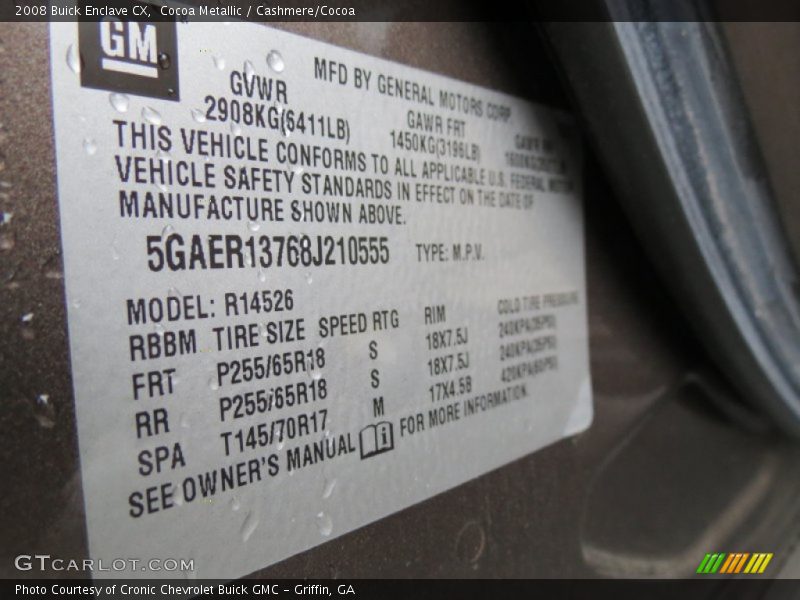 2008 Buick Enclave CX, Cocoa Metallic / Cashmere/Cocoa
GM
MFD BY GENERAL MOTORS CORP
GVWR GAWR FRT GAWR
2908KG(6411LB) 1450KG(3196LB)
THIS VEHICLE CONFORMS TO ALL APPLICABLE U.S. FEDERAL MOTOR
VEHICLE SAFETY STANDARDS IN EFFECT ON THE DATE OF
MANUFACTURE SHOWN ABOVE.
5GAER13768J210555 TYPE: M.P.V.
MODEL: R14526
RBBM TIRE SIZE SPEED RTG RIM COLD TIRE PRESSURE
FRT P255/65R18 S 18X7.5J 240KPA(35PSI)
RR P255/65R18 S 18X7.5J 240KPA(35PSI)
SPA T145/70R17 M 17X4.5B 420KPA(60PSI)
SEE OWNER'S MANUAL FOR MORE INFORMATION.
GTCARLOT.COM
Photo Courtesy of Cronic Chevrolet Buick GMC - Griffin, GA